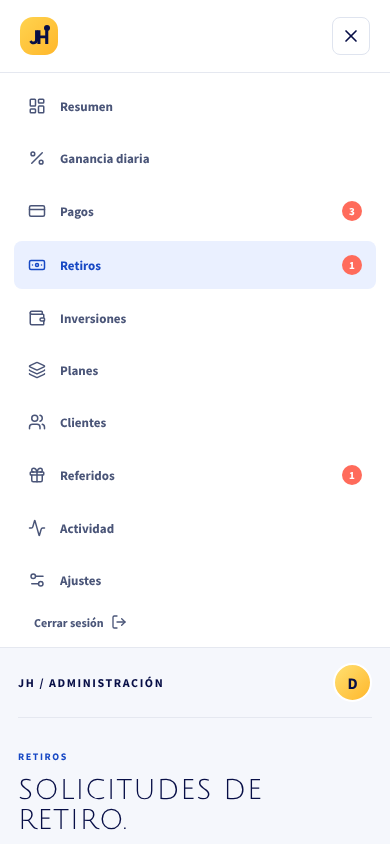 JH
Resumen
Ganancia diaria
Pagos 3
Retiros 1
Inversiones
Planes
Clientes
Referidos 1
Actividad
Ajustes
Cerrar sesión
JH / ADMINISTRACIÓN D
RETIROS
SOLICITUDES DE
RETIRO.